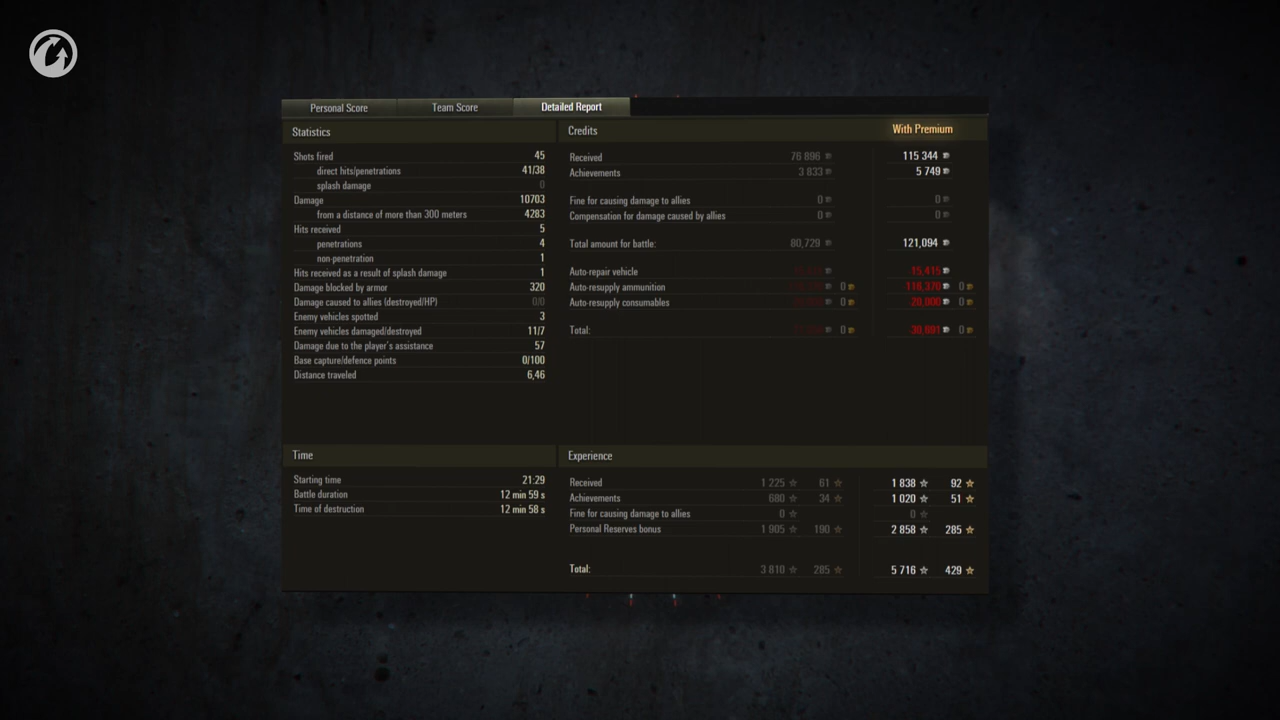 Personal Score Team Score Detailed Report
Statistics
Shots fired 45
direct hits/penetrations 41/38
splash damage 0
Damage 10703
from a distance of more than 300 meters 4283
Hits received 5
penetrations 4
non-penetration 1
Hits received as a result of splash damage 1
Damage blocked by armor 320
Damage caused to allies (destroyed/HP) 0/0
Enemy vehicles spotted 3
Enemy vehicles damaged/destroyed 11/7
Damage due to the player's assistance 57
Base capture/defence points 0/100
Distance traveled 6,46
Credits With Premium
Received 76 896 115 344
Achievements 3 833 5 749
Fine for causing damage to allies 0 0
Compensation for damage caused by allies 0 0
Total amount for battle: 80,729 121,094
Auto-repair vehicle 15,415
Auto-resupply ammunition 0 116,370 0
Auto-resupply consumables 0 20,000 0
Total: 0 30,691 0
Time
Starting time 21:29
Battle duration 12 min 59 s
Time of destruction 12 min 58 s
Experience
Received 1 225 61 1 838 92
Achievements 680 34 1 020 51
Fine for causing damage to allies 0 0
Personal Reserves bonus 1 905 190 2 858 285
Total: 3 810 285 5 716 429